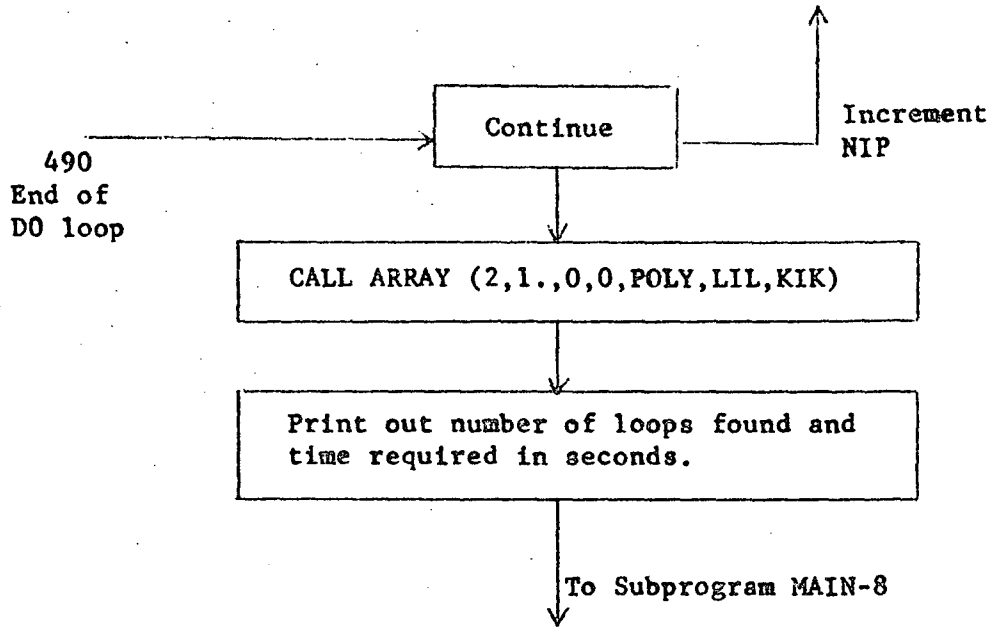 Continue
Increment
NIP
490
End of
DO loop
CALL ARRAY (2,1.,0,0,POLY,LIL,KIK)
Print out number of loops found and
time required in seconds.
To Subprogram MAIN-8